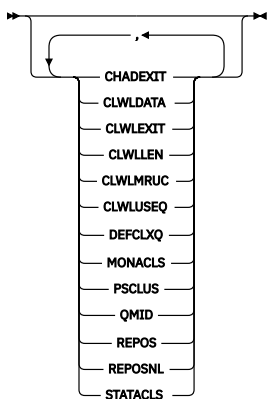 ,
CHADEXIT
CLWLDATA
CLWLEXIT
CLWLLEN
CLWLMRUC
CLWLUSEQ
DEFCLXQ
MONACLS
PSCLUS
QMID
REPOS
REPOSNL
STATACLS